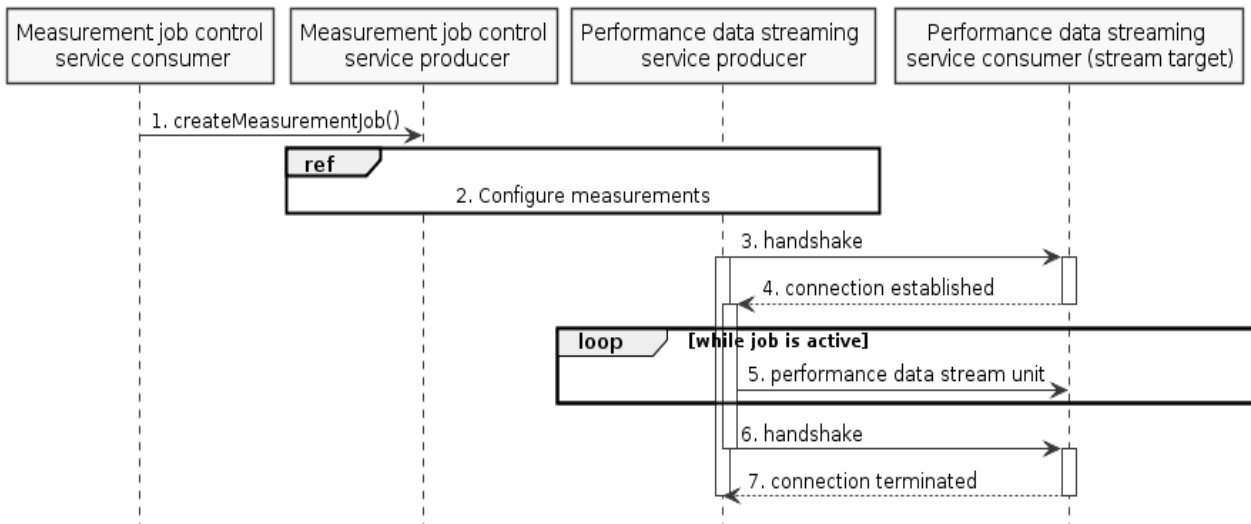 Measurement job control
service consumer
Measurement job control
service producer
Performance data streaming
service producer
Performance data streaming
service consumer (stream target)
1. createMeasurementJob()
ref
2. Configure measurements
3. handshake
4. connection established
loop
[while job is active]
5. performance data stream unit
6. handshake
7. connection terminated